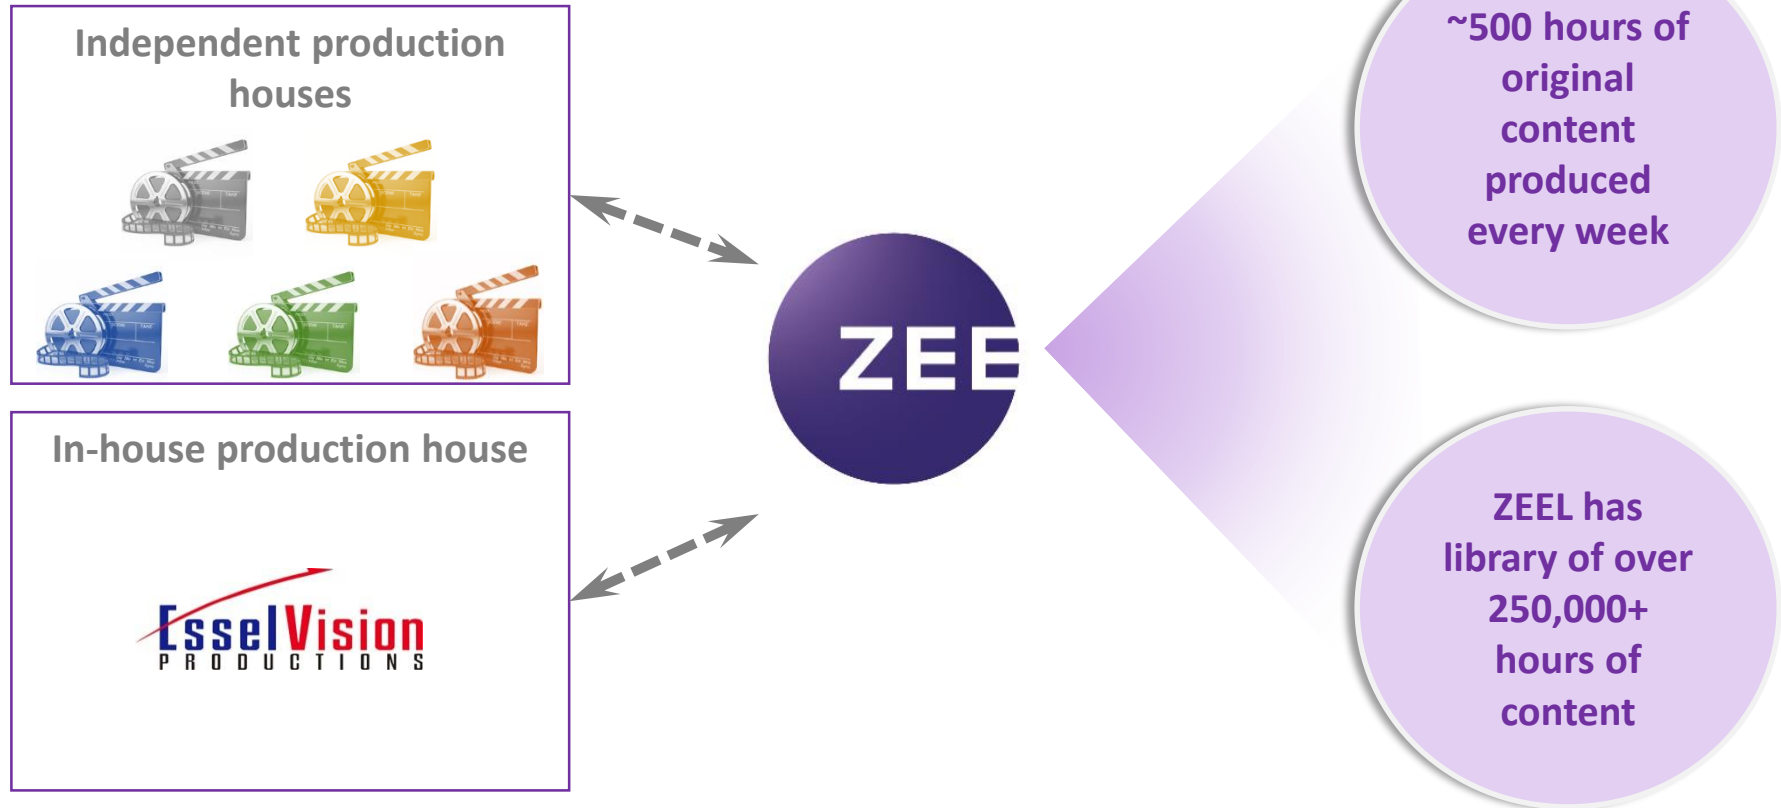 Independent production
houses
In-house production house
EsselVision
PRODUCTIONS
ZEE
~500 hours of
original
content
produced
every week
ZEEL has
library of over
250,000+
hours of
content